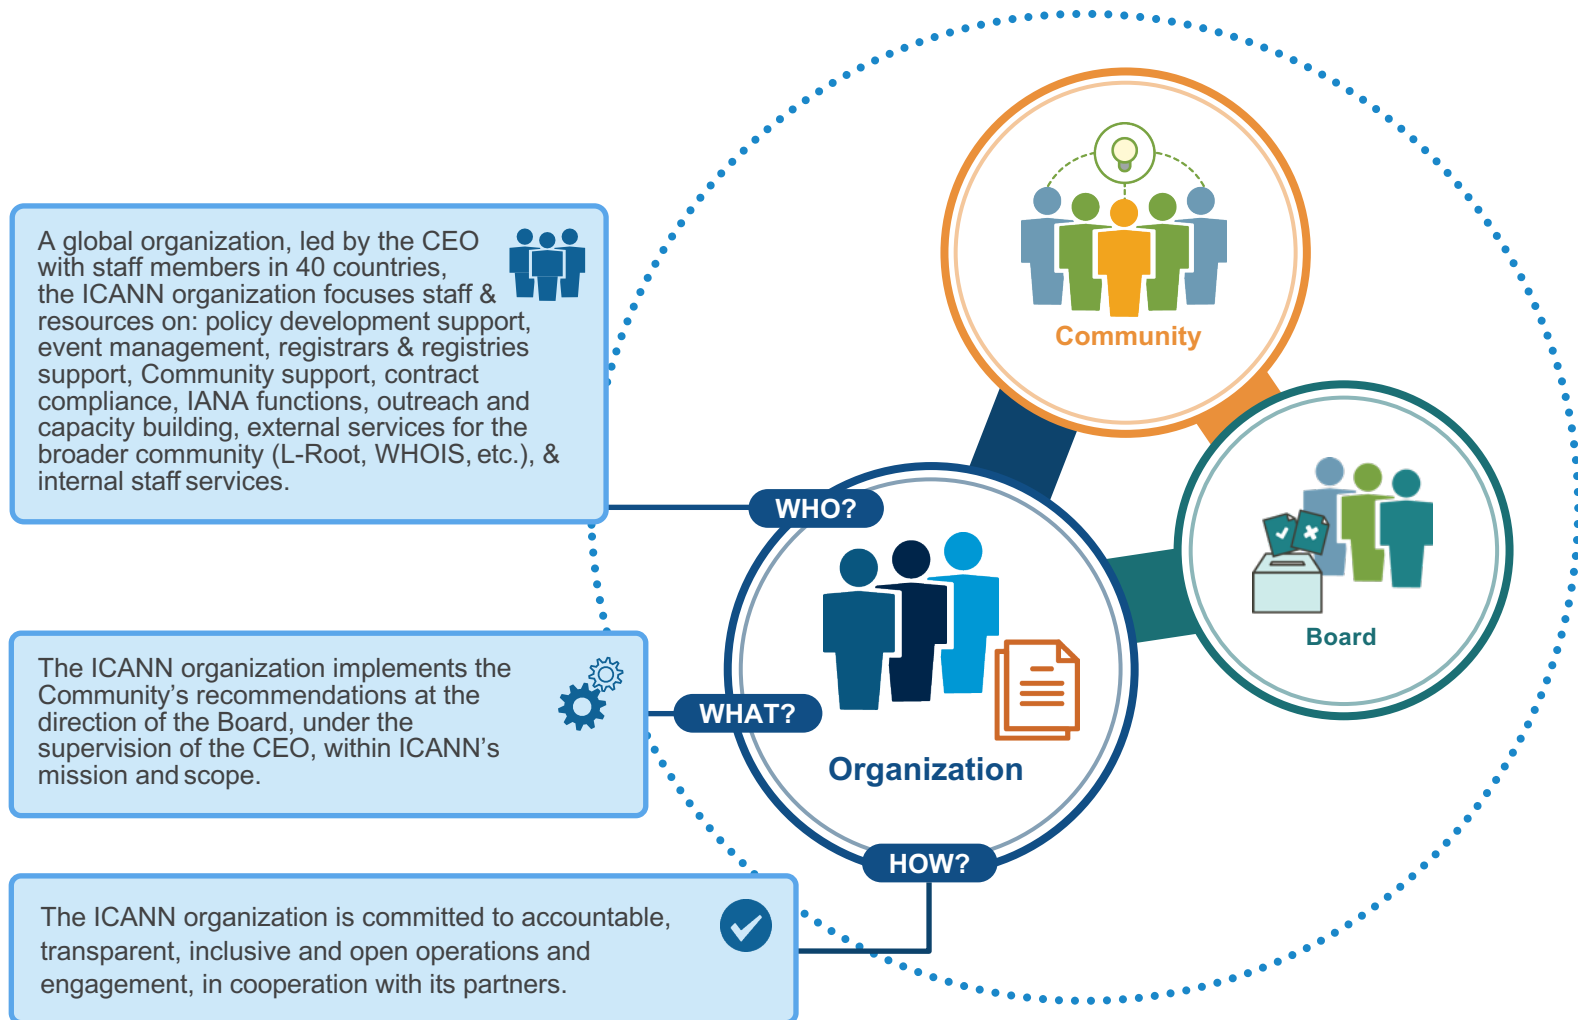 A global organization, led by the CEO
with staff members in 40 countries,
the ICANN organization focuses staff &
resources on: policy development support,
event management, registrars & registries
support, Community support, contract
compliance, IANA functions, outreach and
capacity building, external services for the
broader community (L-Root, WHOIS, etc.), &
internal staff services.
WHO?
The ICANN organization implements the
Community’s recommendations at the
direction of the Board, under the
supervision of the CEO, within ICANN’s
mission and scope.
WHAT?
The ICANN organization is committed to accountable,
transparent, inclusive and open operations and
engagement, in cooperation with its partners.
HOW?
Organization
Community
Board